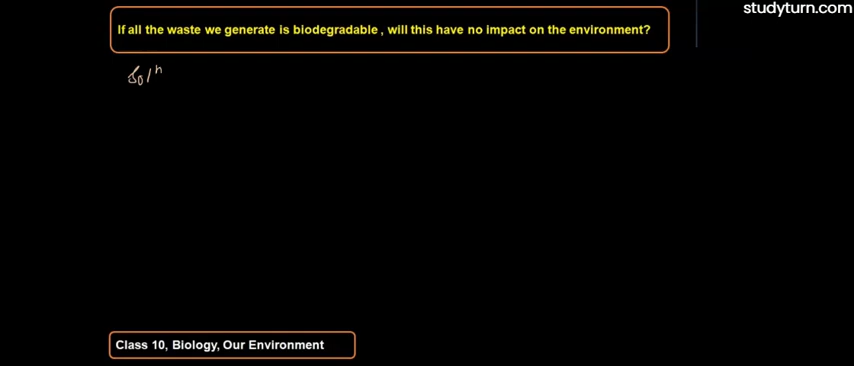 studyturn.com
If all the waste we generate is biodegradable , will this have no impact on the environment?
Solⁿ
Class 10, Biology, Our Environment